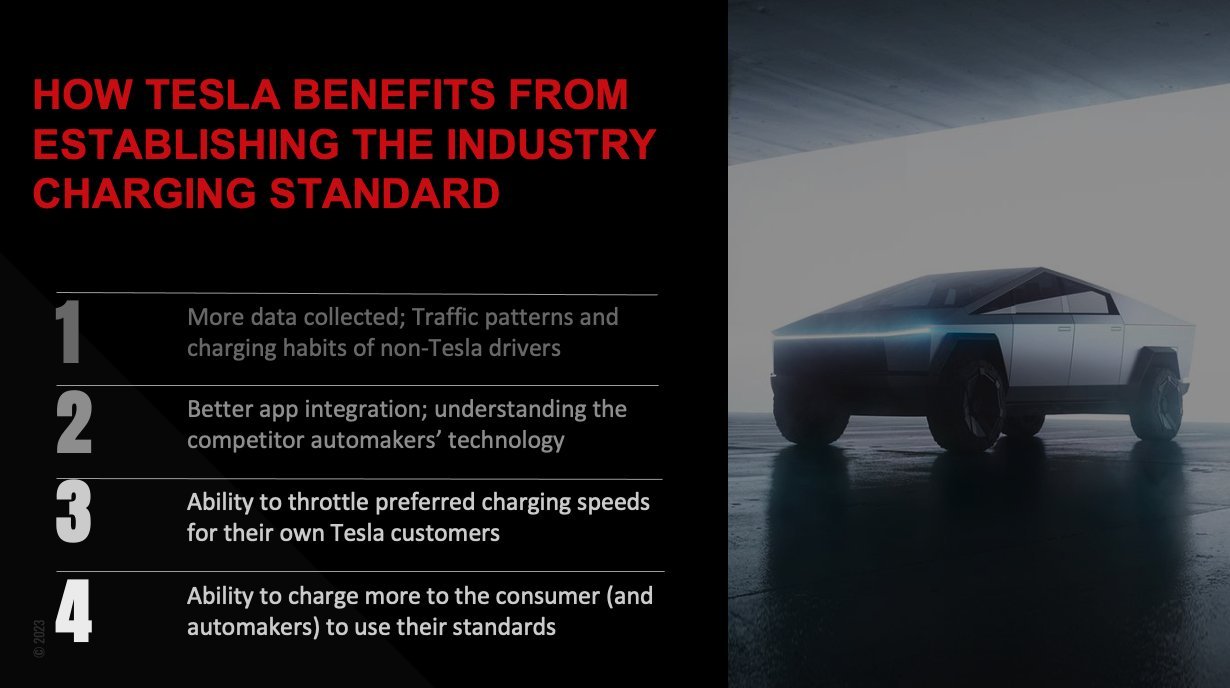 HOW TESLA BENEFITS FROM
ESTABLISHING THE INDUSTRY
CHARGING STANDARD
1
More data collected; Traffic patterns and
charging habits of non-Tesla drivers
2
Better app integration; understanding the
competitor automakers’ technology
3
Ability to throttle preferred charging speeds
for their own Tesla customers
4
Ability to charge more to the consumer (and
automakers) to use their standards
© 2023